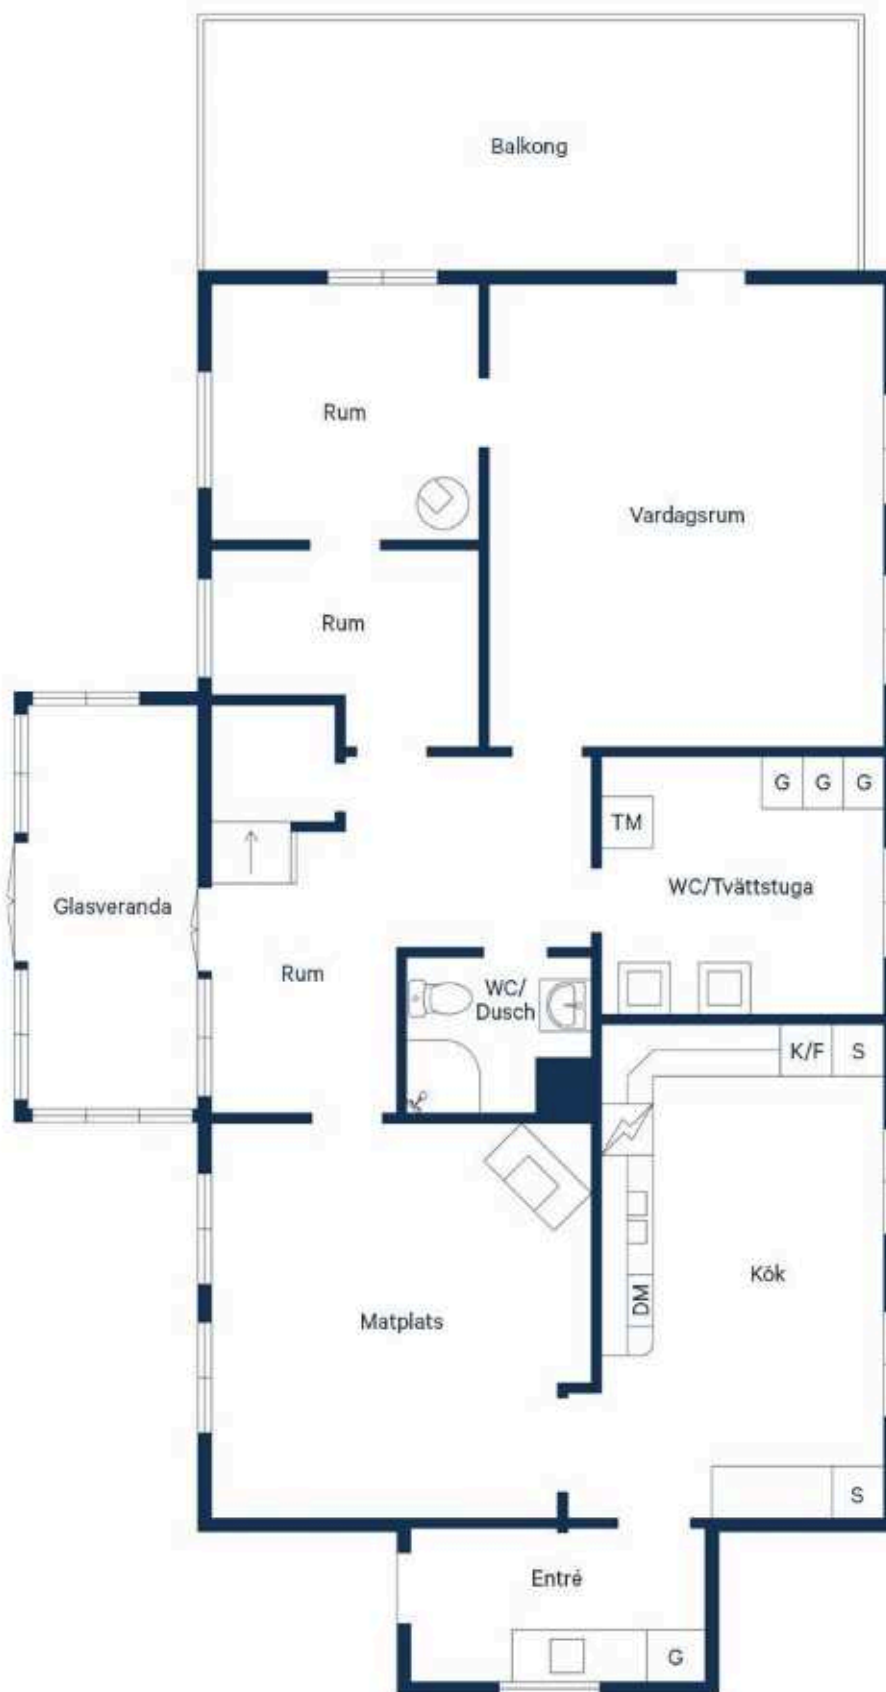 Balkong
Rum
Vardagsrum
Rum
G G G
TM
WC/Tvättstuga
Glasveranda
Rum
WC/
Dusch
K/F S
Kök
DM
Matplats
S
Entré
G